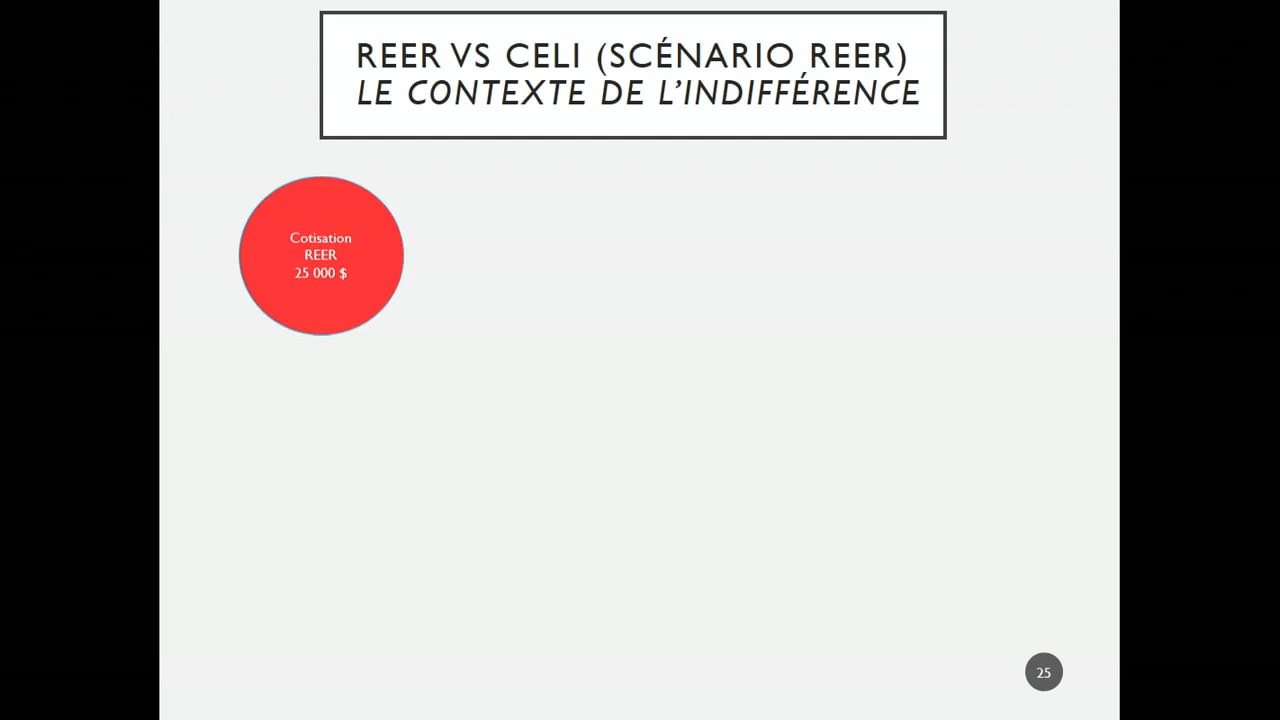 REER VS CELI (SCÉNARIO REER)
LE CONTEXTE DE L'INDIFFÉRENCE
Cotisation
REER
25 000 $
25